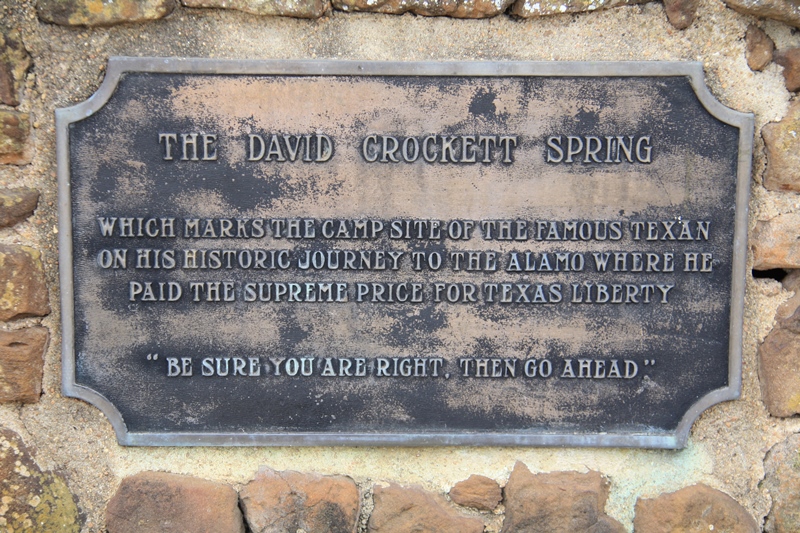 THE DAVID CROCKETT SPRING
WHICH MARKS THE CAMP SITE OF THE FAMOUS TEXAN
ON HIS HISTORIC JOURNEY TO THE ALAMO WHERE HE
PAID THE SUPREME PRICE FOR TEXAS LIBERTY
"BE SURE YOU ARE RIGHT, THEN GO AHEAD"